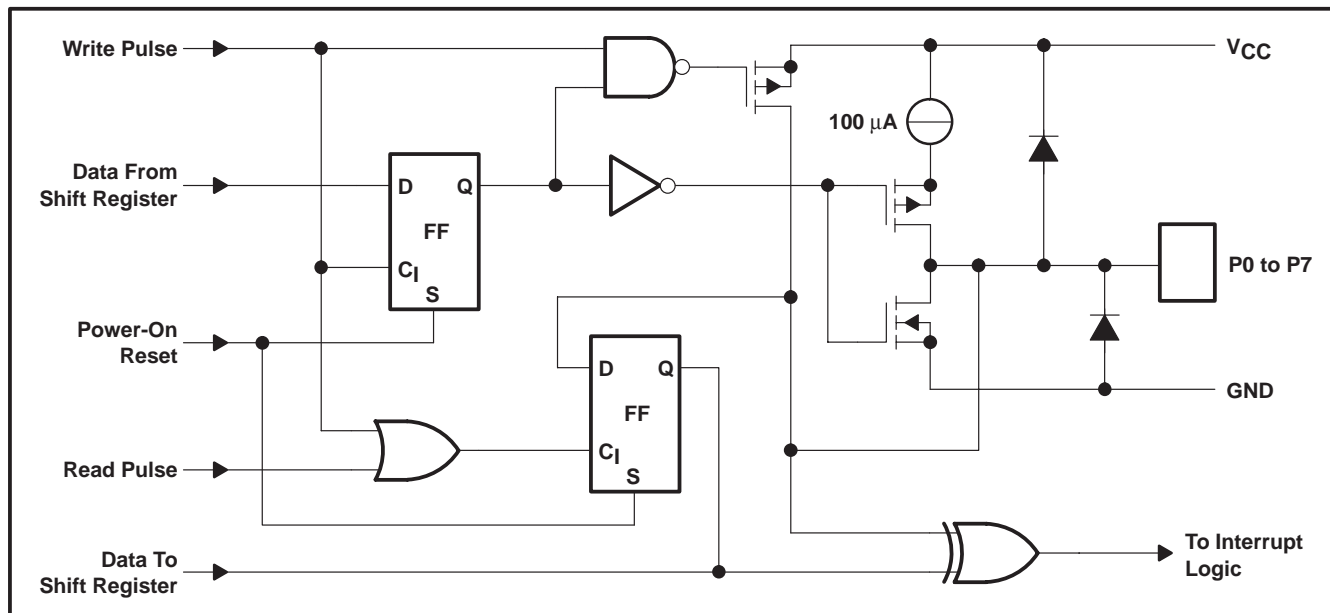 Write Pulse
VCC
100 μA
Data From
Shift Register
D
Q
FF
CI
S
P0 to P7
Power-On
Reset
D
Q
FF
CI
S
GND
Read Pulse
Data To
Shift Register
To Interrupt
Logic